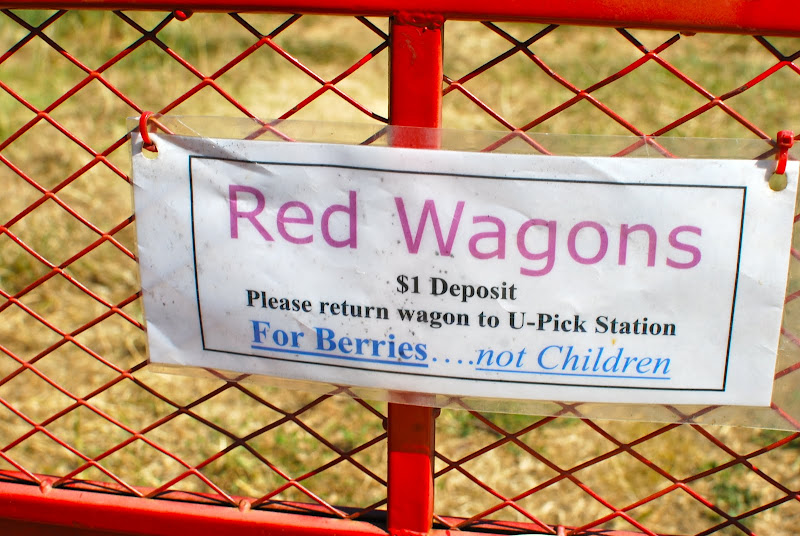 Red Wagons
$1 Deposit
Please return wagon to U-Pick Station
For Berries....not Children